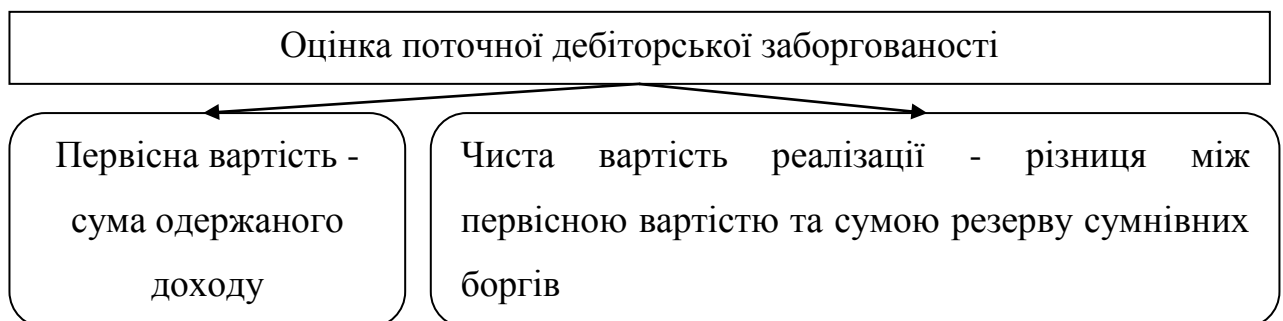 Оцінка поточної дебіторської заборгованості
Первісна вартість -
сума одержаного
доходу
Чиста вартість реалізації - різниця між
первісною вартістю та сумою резерву сумнівних
боргів